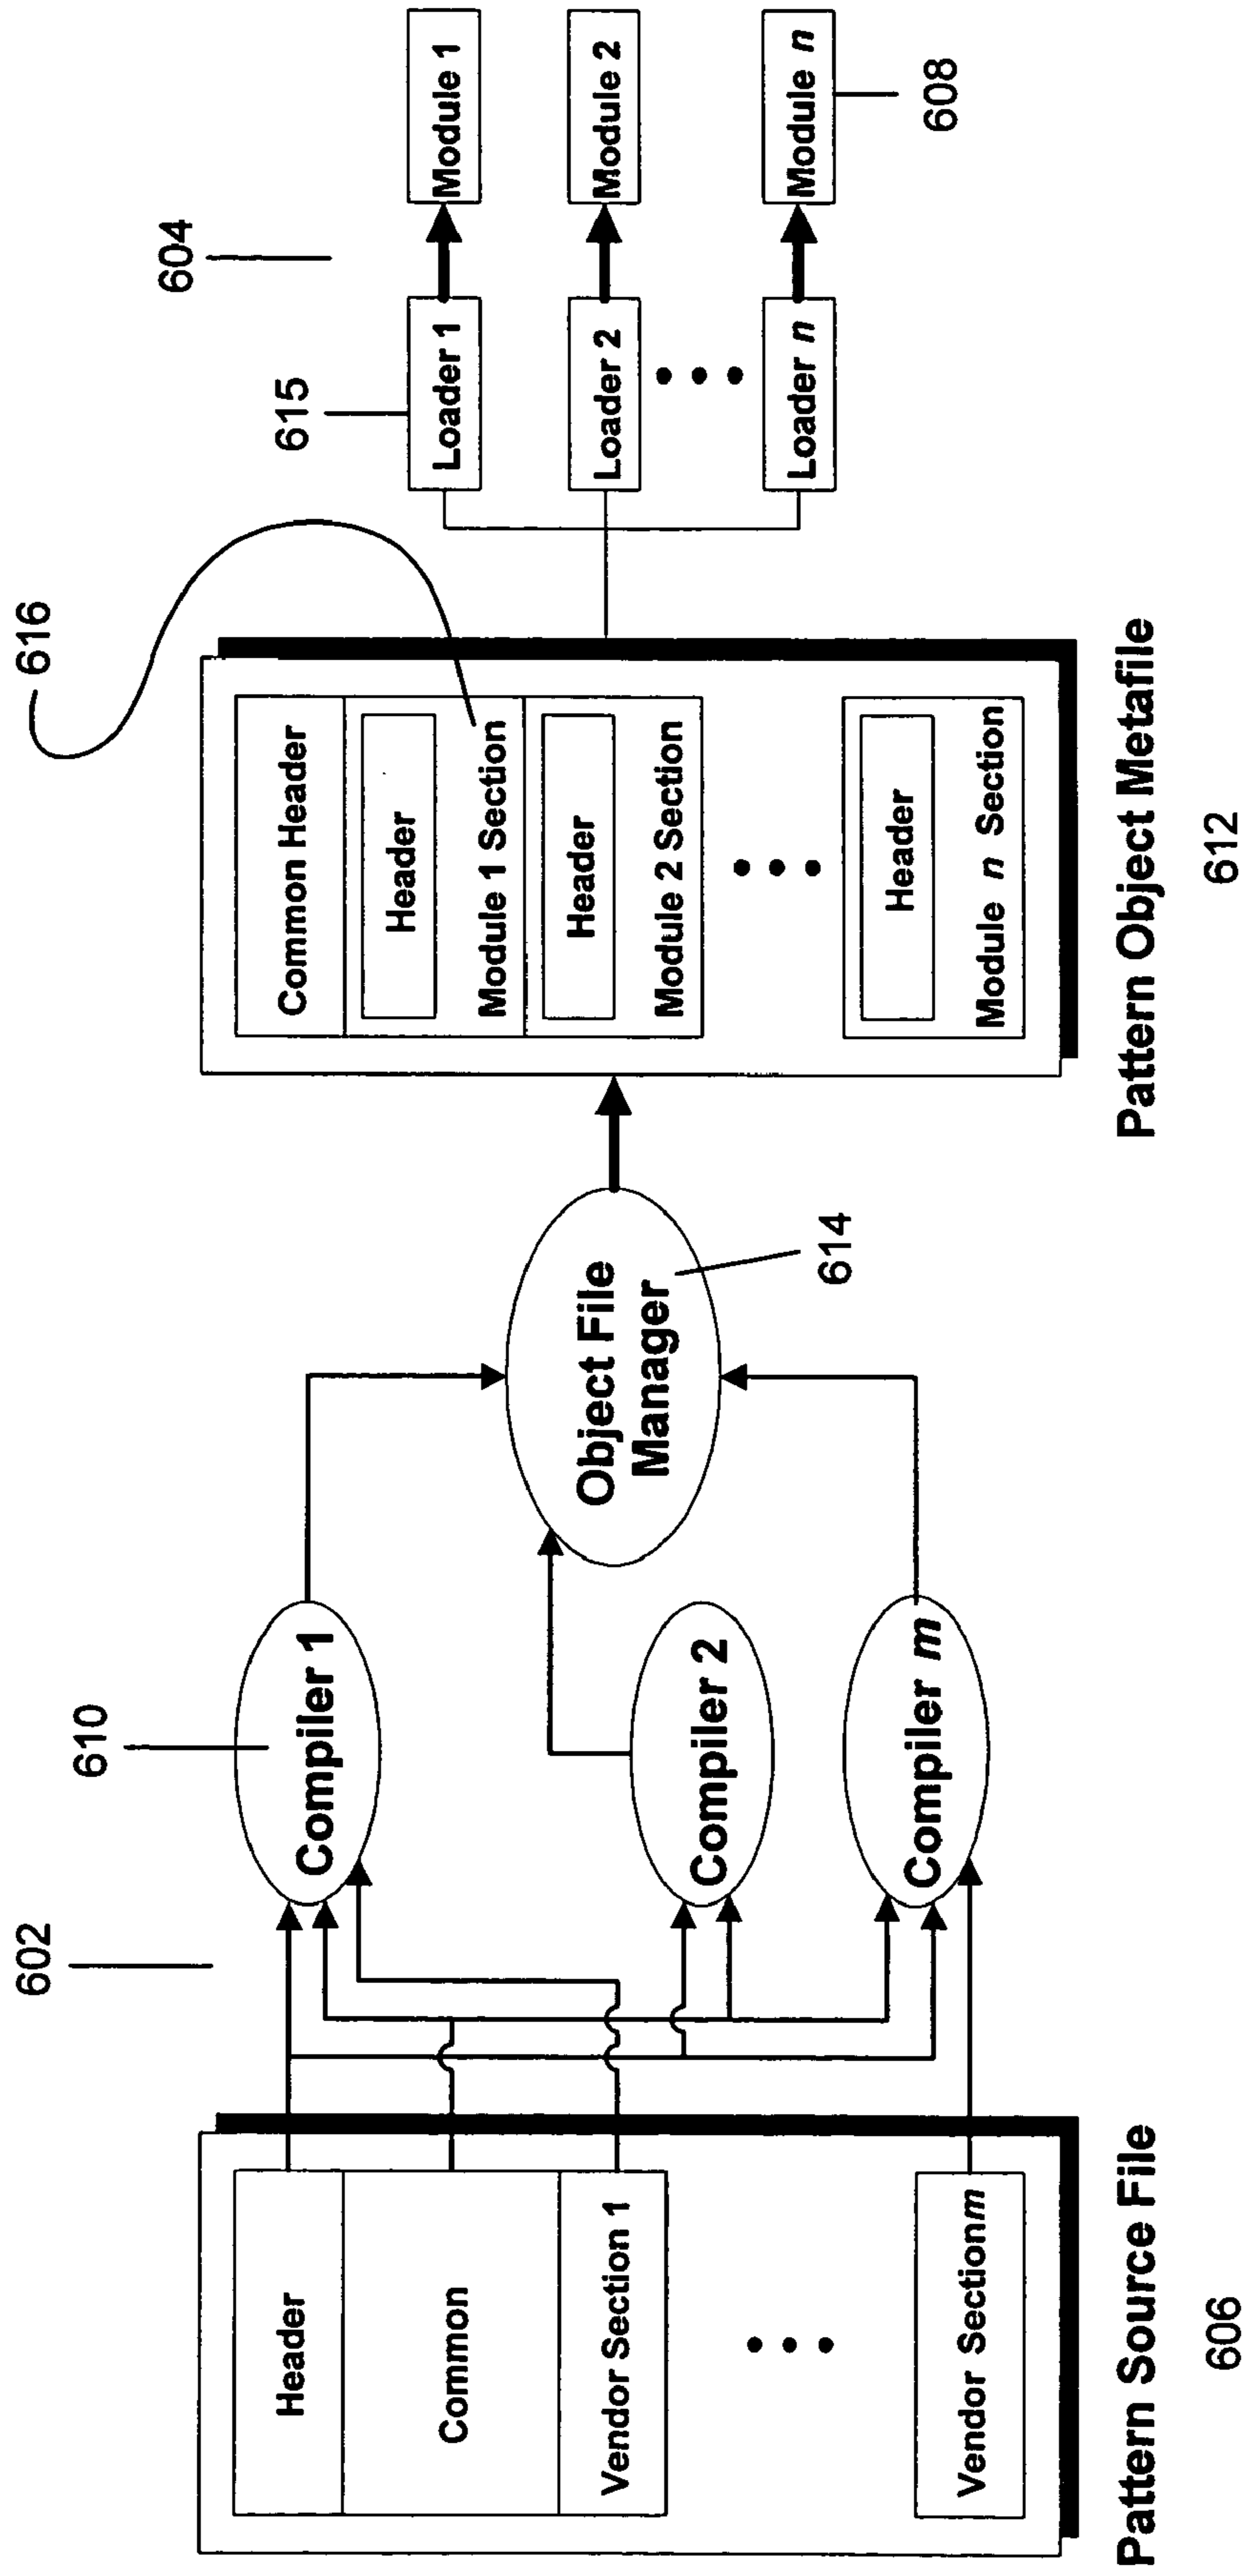 602
610
Header
Common
Vendor Section 1
Vendor Sectionm
Pattern Source File
606
Compiler 1
Compiler 2
Compiler m
Object File
Manager
614
616
Common Header
Header
Module 1 Section
Header
Module 2 Section
Header
Module n Section
Pattern Object Metafile
612
615
604
Loader 1
Loader 2
Loader n
Module 1
Module 2
Module n
608